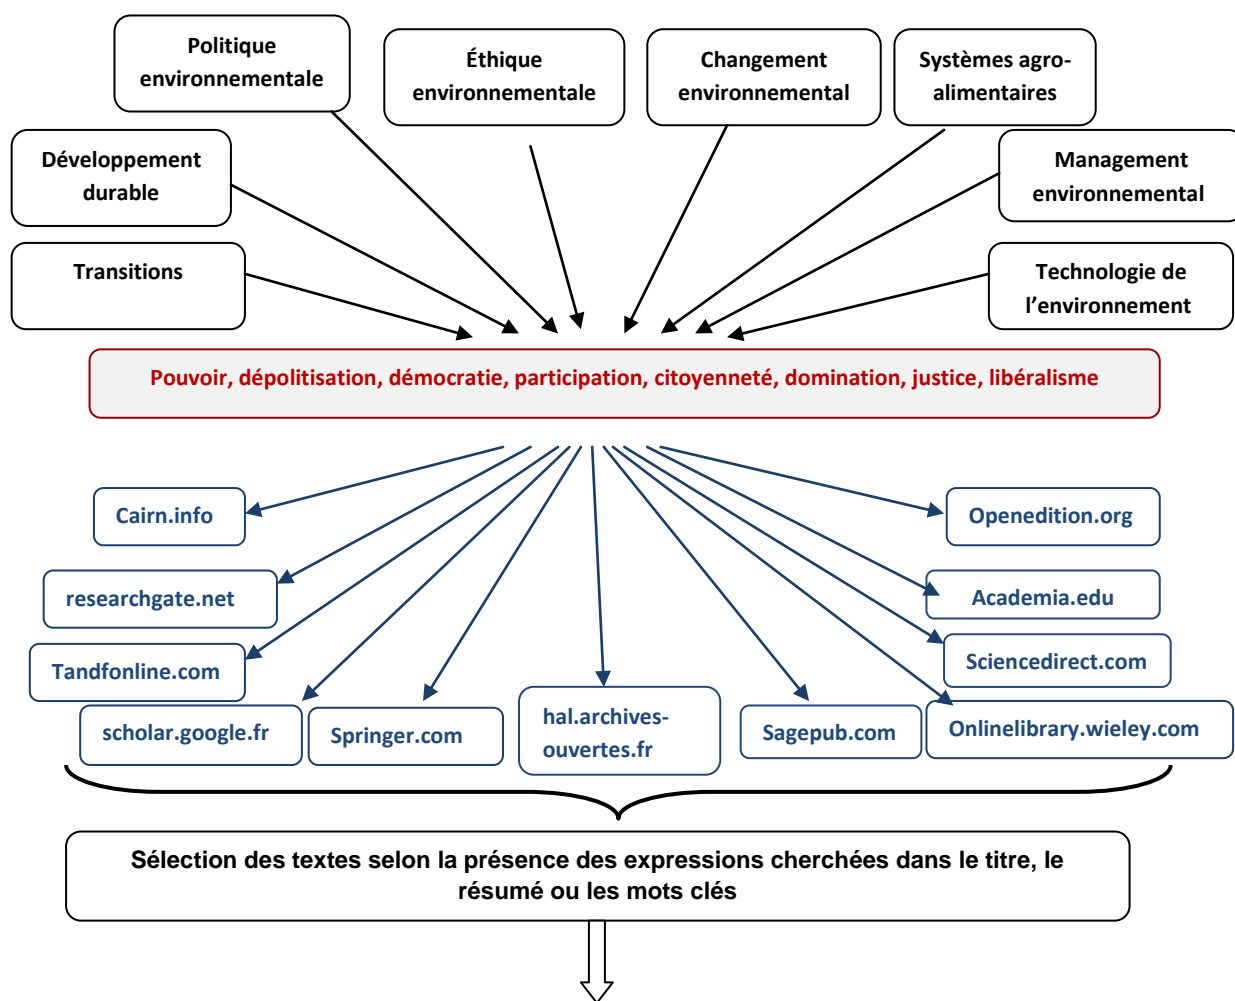 Politique
environnementale
Éthique
environnementale
Changement
environnemental
Systèmes agro-
alimentaires
Développement
durable
Management
environnemental
Transitions
Technologie de
l'environnement
Pouvoir, dépolitisation, démocratie, participation, citoyenneté, domination, justice, libéralisme
Cairn.info
Openedition.org
researchgate.net
Academia.edu
Tandfonline.com
Sciencedirect.com
scholar.google.fr
Springer.com
hal.archives-
ouvertes.fr
Sagepub.com
Onlinelibrary.wieley.com
Sélection des textes selon la présence des expressions cherchées dans le titre, le
résumé ou les mots clés